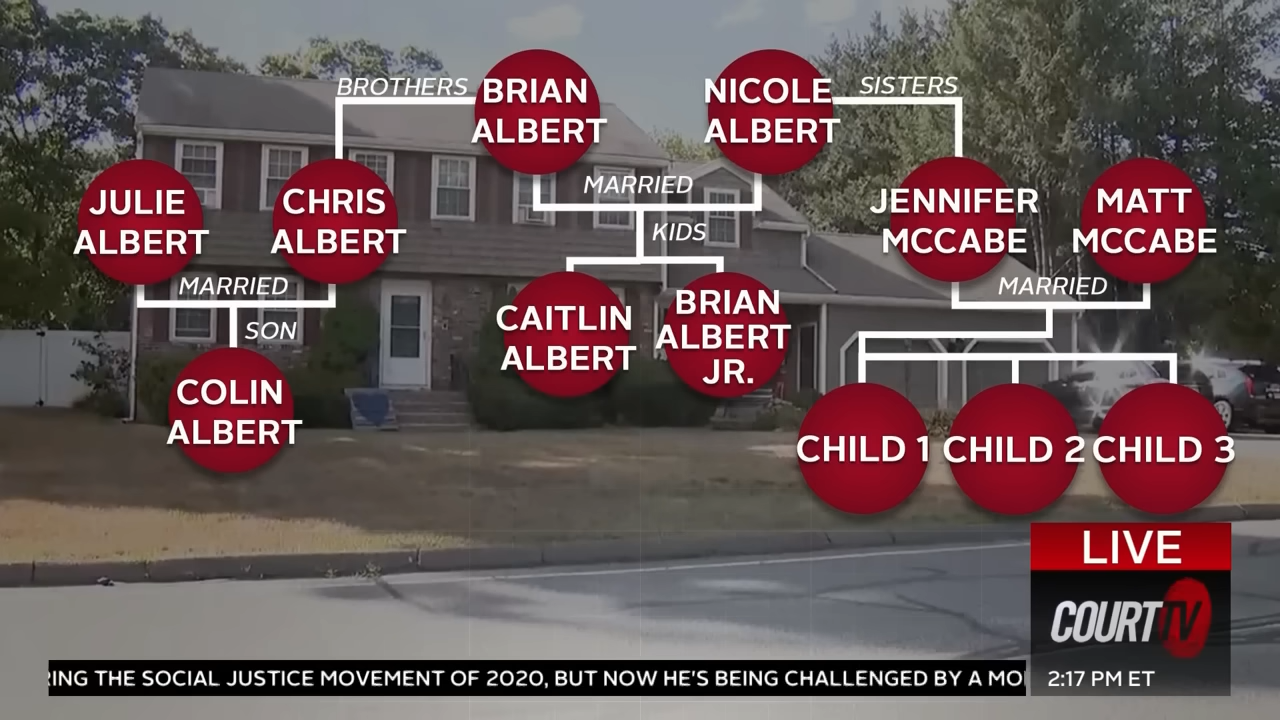 BROTHERS
BRIAN
ALBERT
NICOLE
ALBERT
SISTERS
JULIE
ALBERT
CHRIS
ALBERT
MARRIED
JENNIFER
MCCABE
MATT
MCCABE
KIDS
MARRIED
SON
CAITLIN
ALBERT
BRIAN
ALBERT
JR.
MARRIED
COLIN
ALBERT
CHILD 1
CHILD 2
CHILD 3
LIVE
COURT TV
2:17 PM ET
RING THE SOCIAL JUSTICE MOVEMENT OF 2020, BUT NOW HE'S BEING CHALLENGED BY A MO